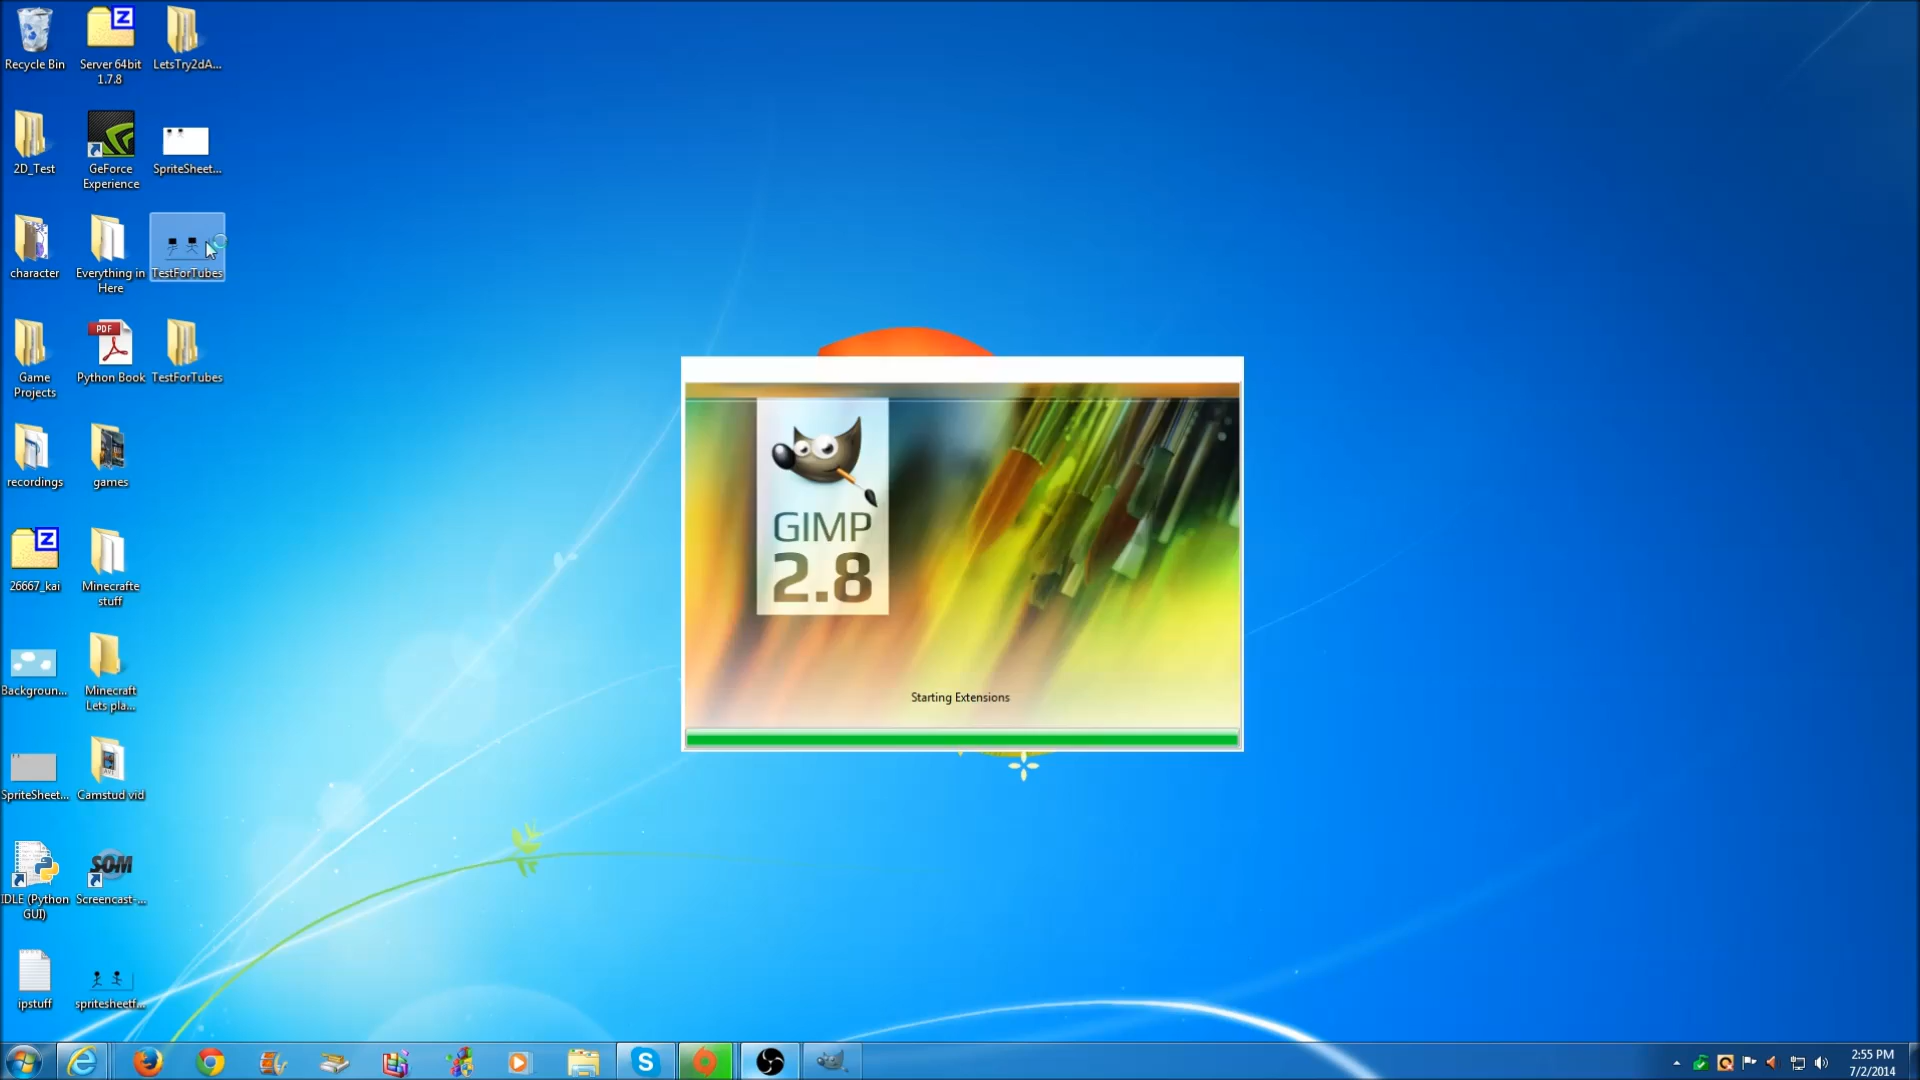 Recycle Bin
Server 64bit
1.7.8
LetsTry2dA...
2D_Test
GeForce
Experience
SpriteSheet...
character
Everything in
Here
TestForTubes
Game
Projects
PDF
Python Book
TestForTubes
recordings
games
26667_kai
Minecrafte
stuff
Backgroun...
Minecraft
Lets pla...
SpriteSheet...
Camstud vid
IDLE (Python
GUI)
SOM
Screencast-...
ipstuff
spritesheetf...
GIMP
2.8
Starting Extensions
2:55 PM
7/2/2014